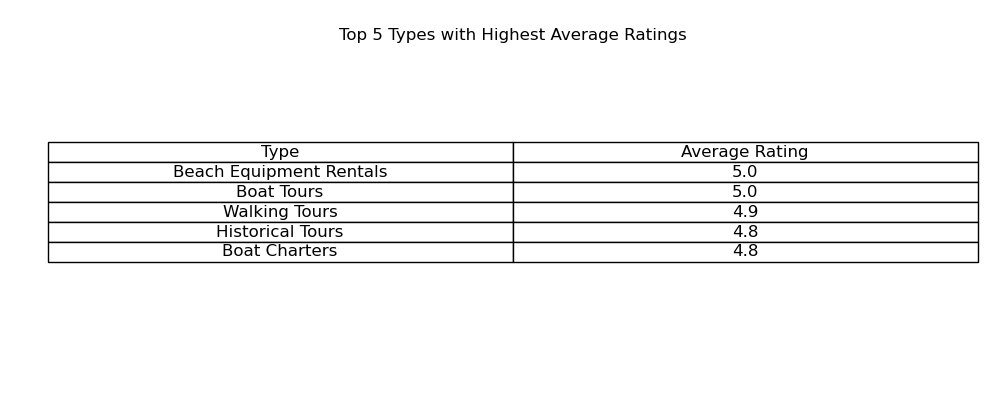 Top 5 Types with Highest Average Ratings
Type Average Rating
Beach Equipment Rentals 5.0
Boat Tours 5.0
Walking Tours 4.9
Historical Tours 4.8
Boat Charters 4.8